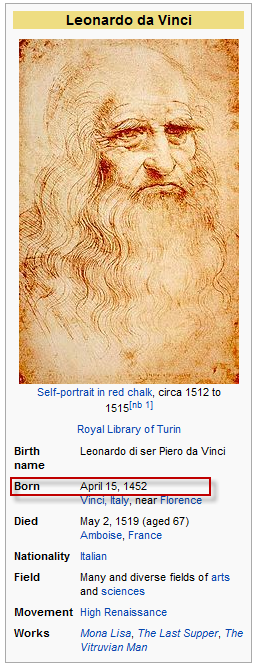 Leonardo da Vinci
Self-portrait in red chalk, circa 1512 to
1515[nb 1]
Royal Library of Turin
Birth name Leonardo di ser Piero da Vinci
Born April 15, 1452
Vinci, Italy, near Florence
Died May 2, 1519 (aged 67)
Amboise, France
Nationality Italian
Field Many and diverse fields of arts
and sciences
Movement High Renaissance
Works Mona Lisa, The Last Supper, The
Vitruvian Man